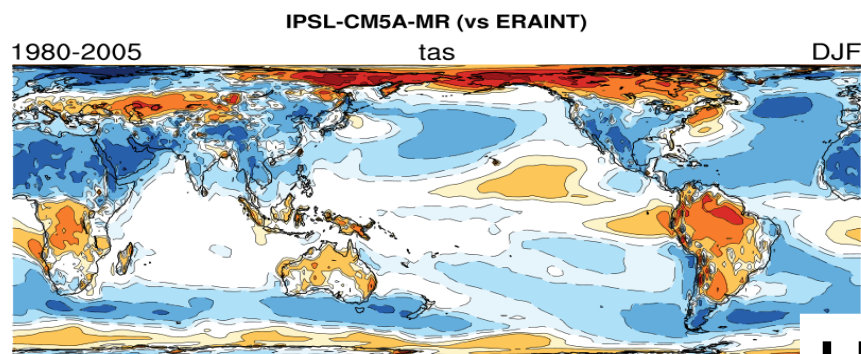 IPSL-CM5A-MR (vs ERAINT)
1980-2005 tas DJF